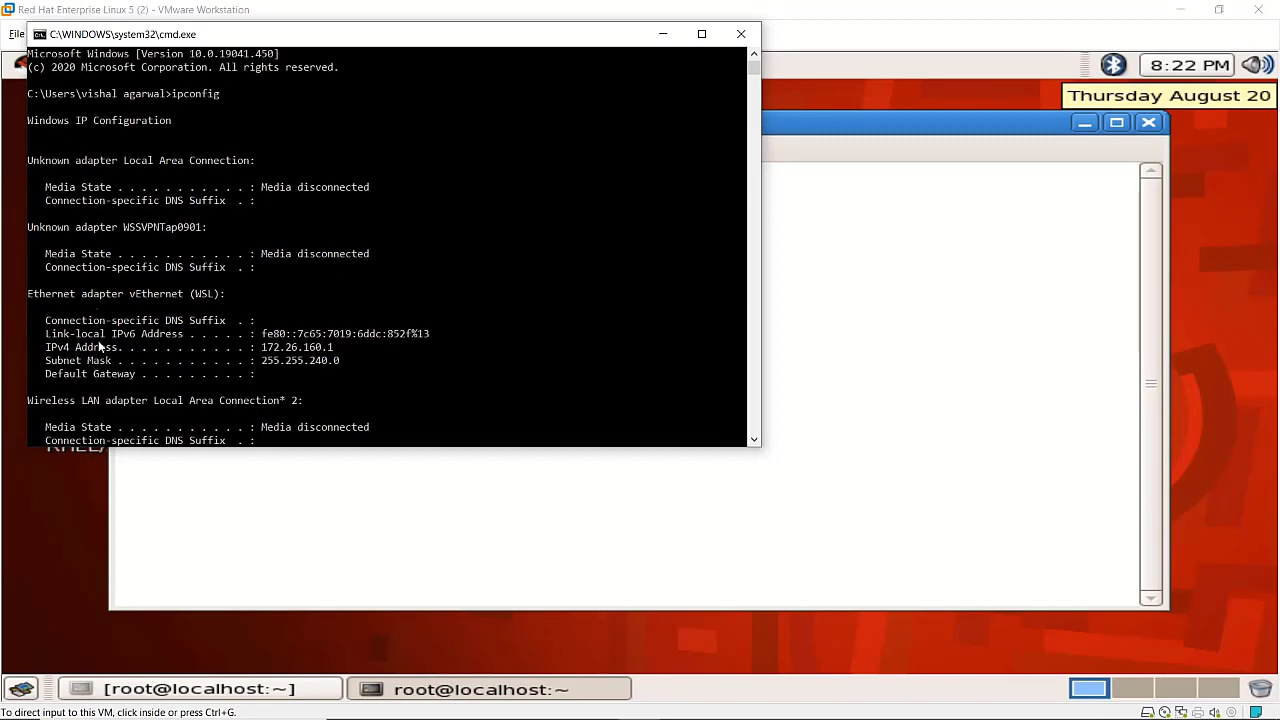 Red Hat Enterprise Linux 5 (2) - VMware Workstation
File
C:\WINDOWS\system32\cmd.exe
Microsoft Windows [Version 10.0.19041.450]
(c) 2020 Microsoft Corporation. All rights reserved.
C:\Users\vishal agarwal>ipconfig
Windows IP Configuration
Unknown adapter Local Area Connection:
Media State . . . . . . . . . . . : Media disconnected
Connection-specific DNS Suffix  . :
Unknown adapter WSSVPNTap0901:
Media State . . . . . . . . . . . : Media disconnected
Connection-specific DNS Suffix  . :
Ethernet adapter vEthernet (WSL):
Connection-specific DNS Suffix  . :
Link-local IPv6 Address . . . . . : fe80::7c65:7019:6ddc:852f%13
IPv4 Address. . . . . . . . . . . : 172.26.160.1
Subnet Mask . . . . . . . . . . . : 255.255.240.0
Default Gateway . . . . . . . . . :
Wireless LAN adapter Local Area Connection* 2:
Media State . . . . . . . . . . . : Media disconnected
Connection-specific DNS Suffix  . :
8:22 PM
Thursday August 20
[root@localhost:~]
root@localhost:~
To direct input to this VM, click inside or press Ctrl+G.